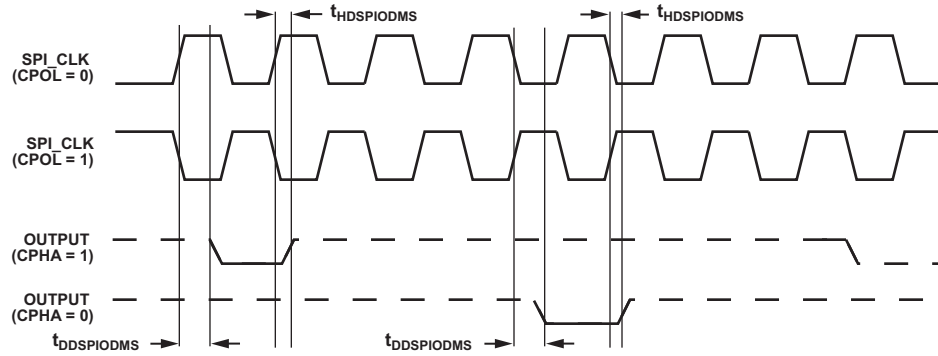 tHDSPIODMS
tHDSPIODMS
SPI_CLK
(CPOL = 0)
SPI_CLK
(CPOL = 1)
OUTPUT
(CPHA = 1)
OUTPUT
(CPHA = 0)
tDDSPIODMS
tDDSPIODMS